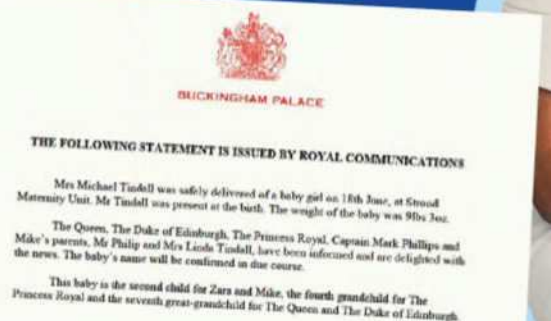 BUCKINGHAM PALACE
THE FOLLOWING STATEMENT IS ISSUED BY ROYAL COMMUNICATIONS
Mrs Michael Tindall was safely delivered of a baby girl on 18th June, at Stroud
Maternity Unit. Mr Tindall was present at the birth. The weight of the baby was 9lbs 3oz.
The Queen, The Duke of Edinburgh, The Princess Royal, Captain Mark Phillips and
Mike's parents, Mr Philip and Mrs Linda Tindall, have been informed and are delighted with
the news. The baby's name will be confirmed in due course.
This baby is the second child for Zara and Mike, the fourth grandchild for The
Princess Royal and the seventh great-grandchild for The Queen and The Duke of Edinburgh